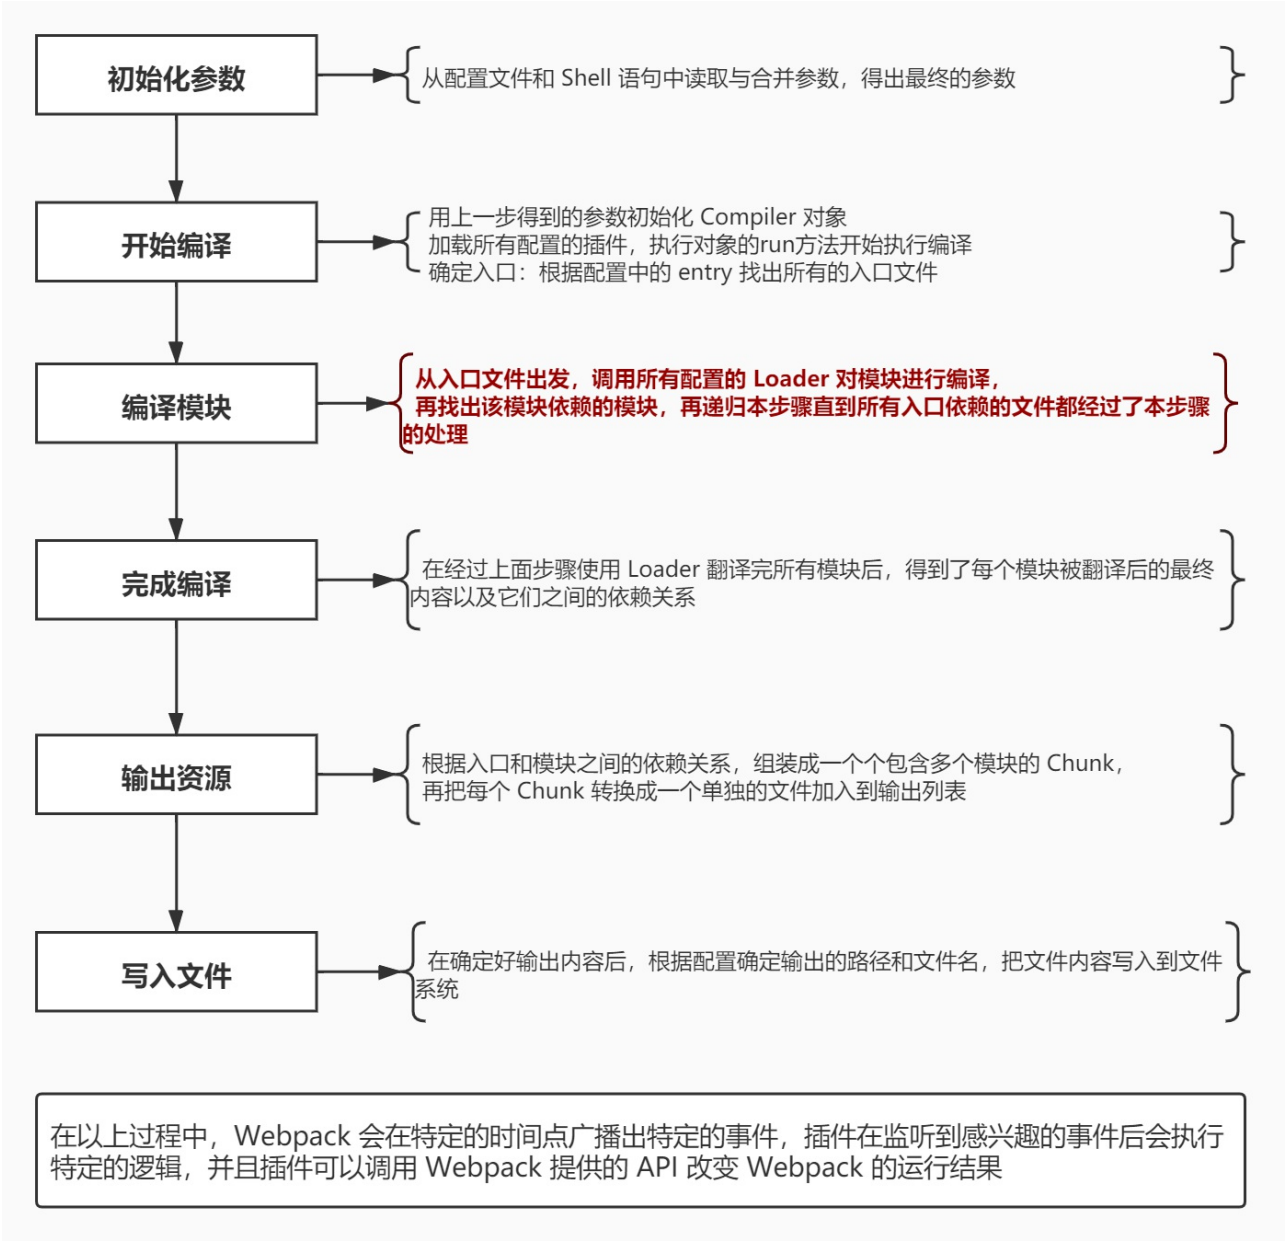 初始化参数
从配置文件和 Shell 语句中读取与合并参数，得出最终的参数
开始编译
用上一步得到的参数初始化 Compiler 对象
加载所有配置的插件，执行对象的run方法开始执行编译
确定入口：根据配置中的 entry 找出所有的入口文件
编译模块
从入口文件出发，调用所有配置的 Loader 对模块进行编译，
再找出该模块依赖的模块，再递归本步骤直到所有入口依赖的文件都经过了本步骤
的处理
完成编译
在经过上面步骤使用 Loader 翻译完所有模块后，得到了每个模块被翻译后的最终
内容以及它们之间的依赖关系
输出资源
根据入口和模块之间的依赖关系，组装成一个个包含多个模块的 Chunk，
再把每个 Chunk 转换成一个单独的文件加入到输出列表
写入文件
在确定好输出内容后，根据配置确定输出的路径和文件名，把文件内容写入到文件
系统
在以上过程中，Webpack 会在特定的时间点广播出特定的事件，插件在监听到感兴趣的事件后会执行
特定的逻辑，并且插件可以调用 Webpack 提供的 API 改变 Webpack 的运行结果